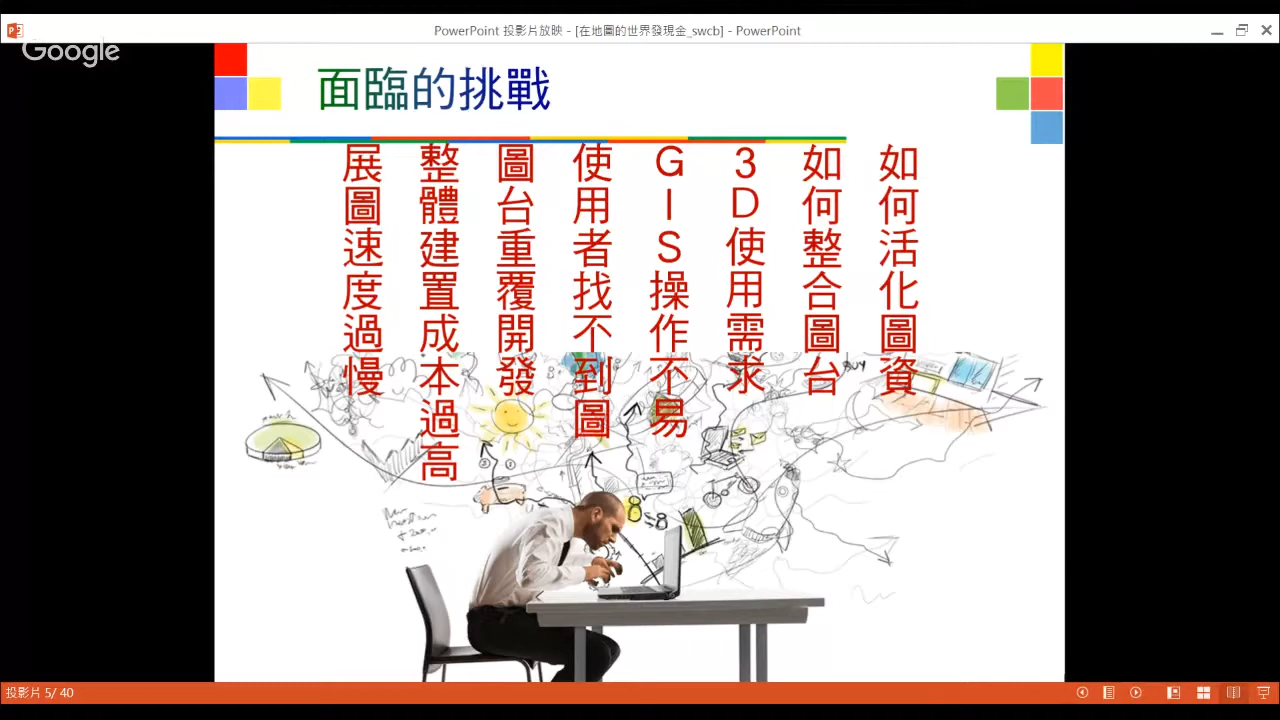 PowerPoint 投影片放映 - [在地圖的世界發現金_swcb] - PowerPoint
Google
面臨的挑戰
如何活化圖資
如何整合圖台
3D使用需求
GIS操作不易
使用者找不到圖
圖台重覆開發
整體建置成本過高
展圖速度過慢
BUY
投影片 5/ 40